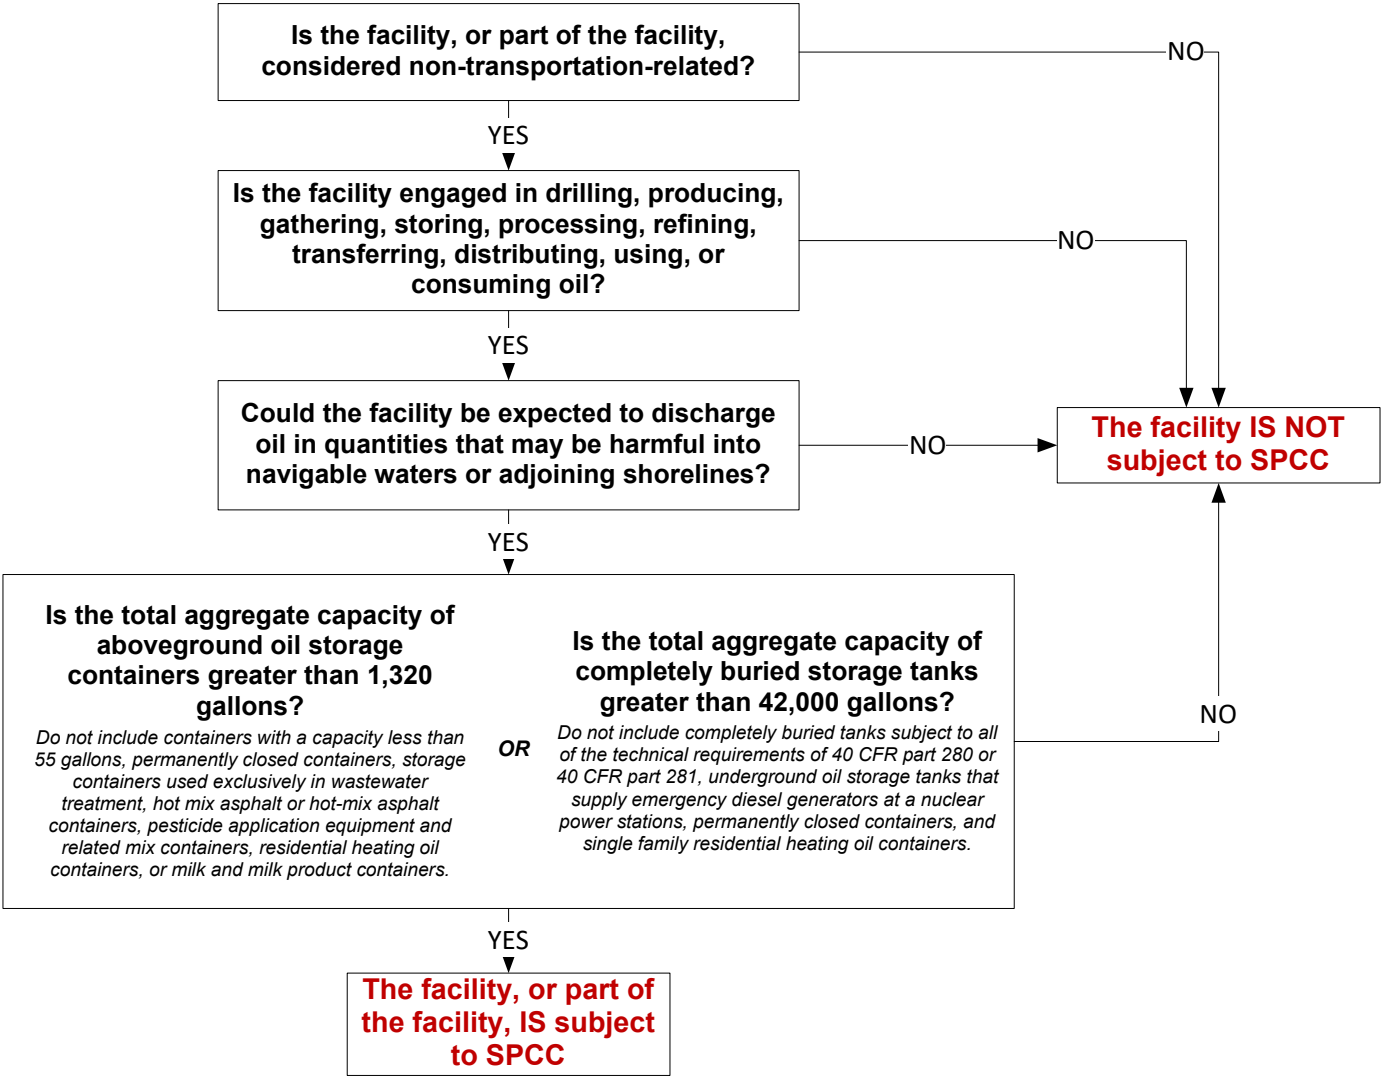 Is the facility, or part of the facility,
considered non-transportation-related?
NO
YES
Is the facility engaged in drilling, producing,
gathering, storing, processing, refining,
transferring, distributing, using, or
consuming oil?
NO
YES
Could the facility be expected to discharge
oil in quantities that may be harmful into
navigable waters or adjoining shorelines?
NO
The facility IS NOT
subject to SPCC
YES
Is the total aggregate capacity of
aboveground oil storage
containers greater than 1,320
gallons?
Do not include containers with a capacity less than
55 gallons, permanently closed containers, storage
containers used exclusively in wastewater
treatment, hot mix asphalt or hot-mix asphalt
containers, pesticide application equipment and
related mix containers, residential heating oil
containers, or milk and milk product containers.
OR
Is the total aggregate capacity of
completely buried storage tanks
greater than 42,000 gallons?
Do not include completely buried tanks subject to all
of the technical requirements of 40 CFR part 280 or
40 CFR part 281, underground oil storage tanks that
supply emergency diesel generators at a nuclear
power stations, permanently closed containers, and
single family residential heating oil containers.
NO
YES
The facility, or part of
the facility, IS subject
to SPCC